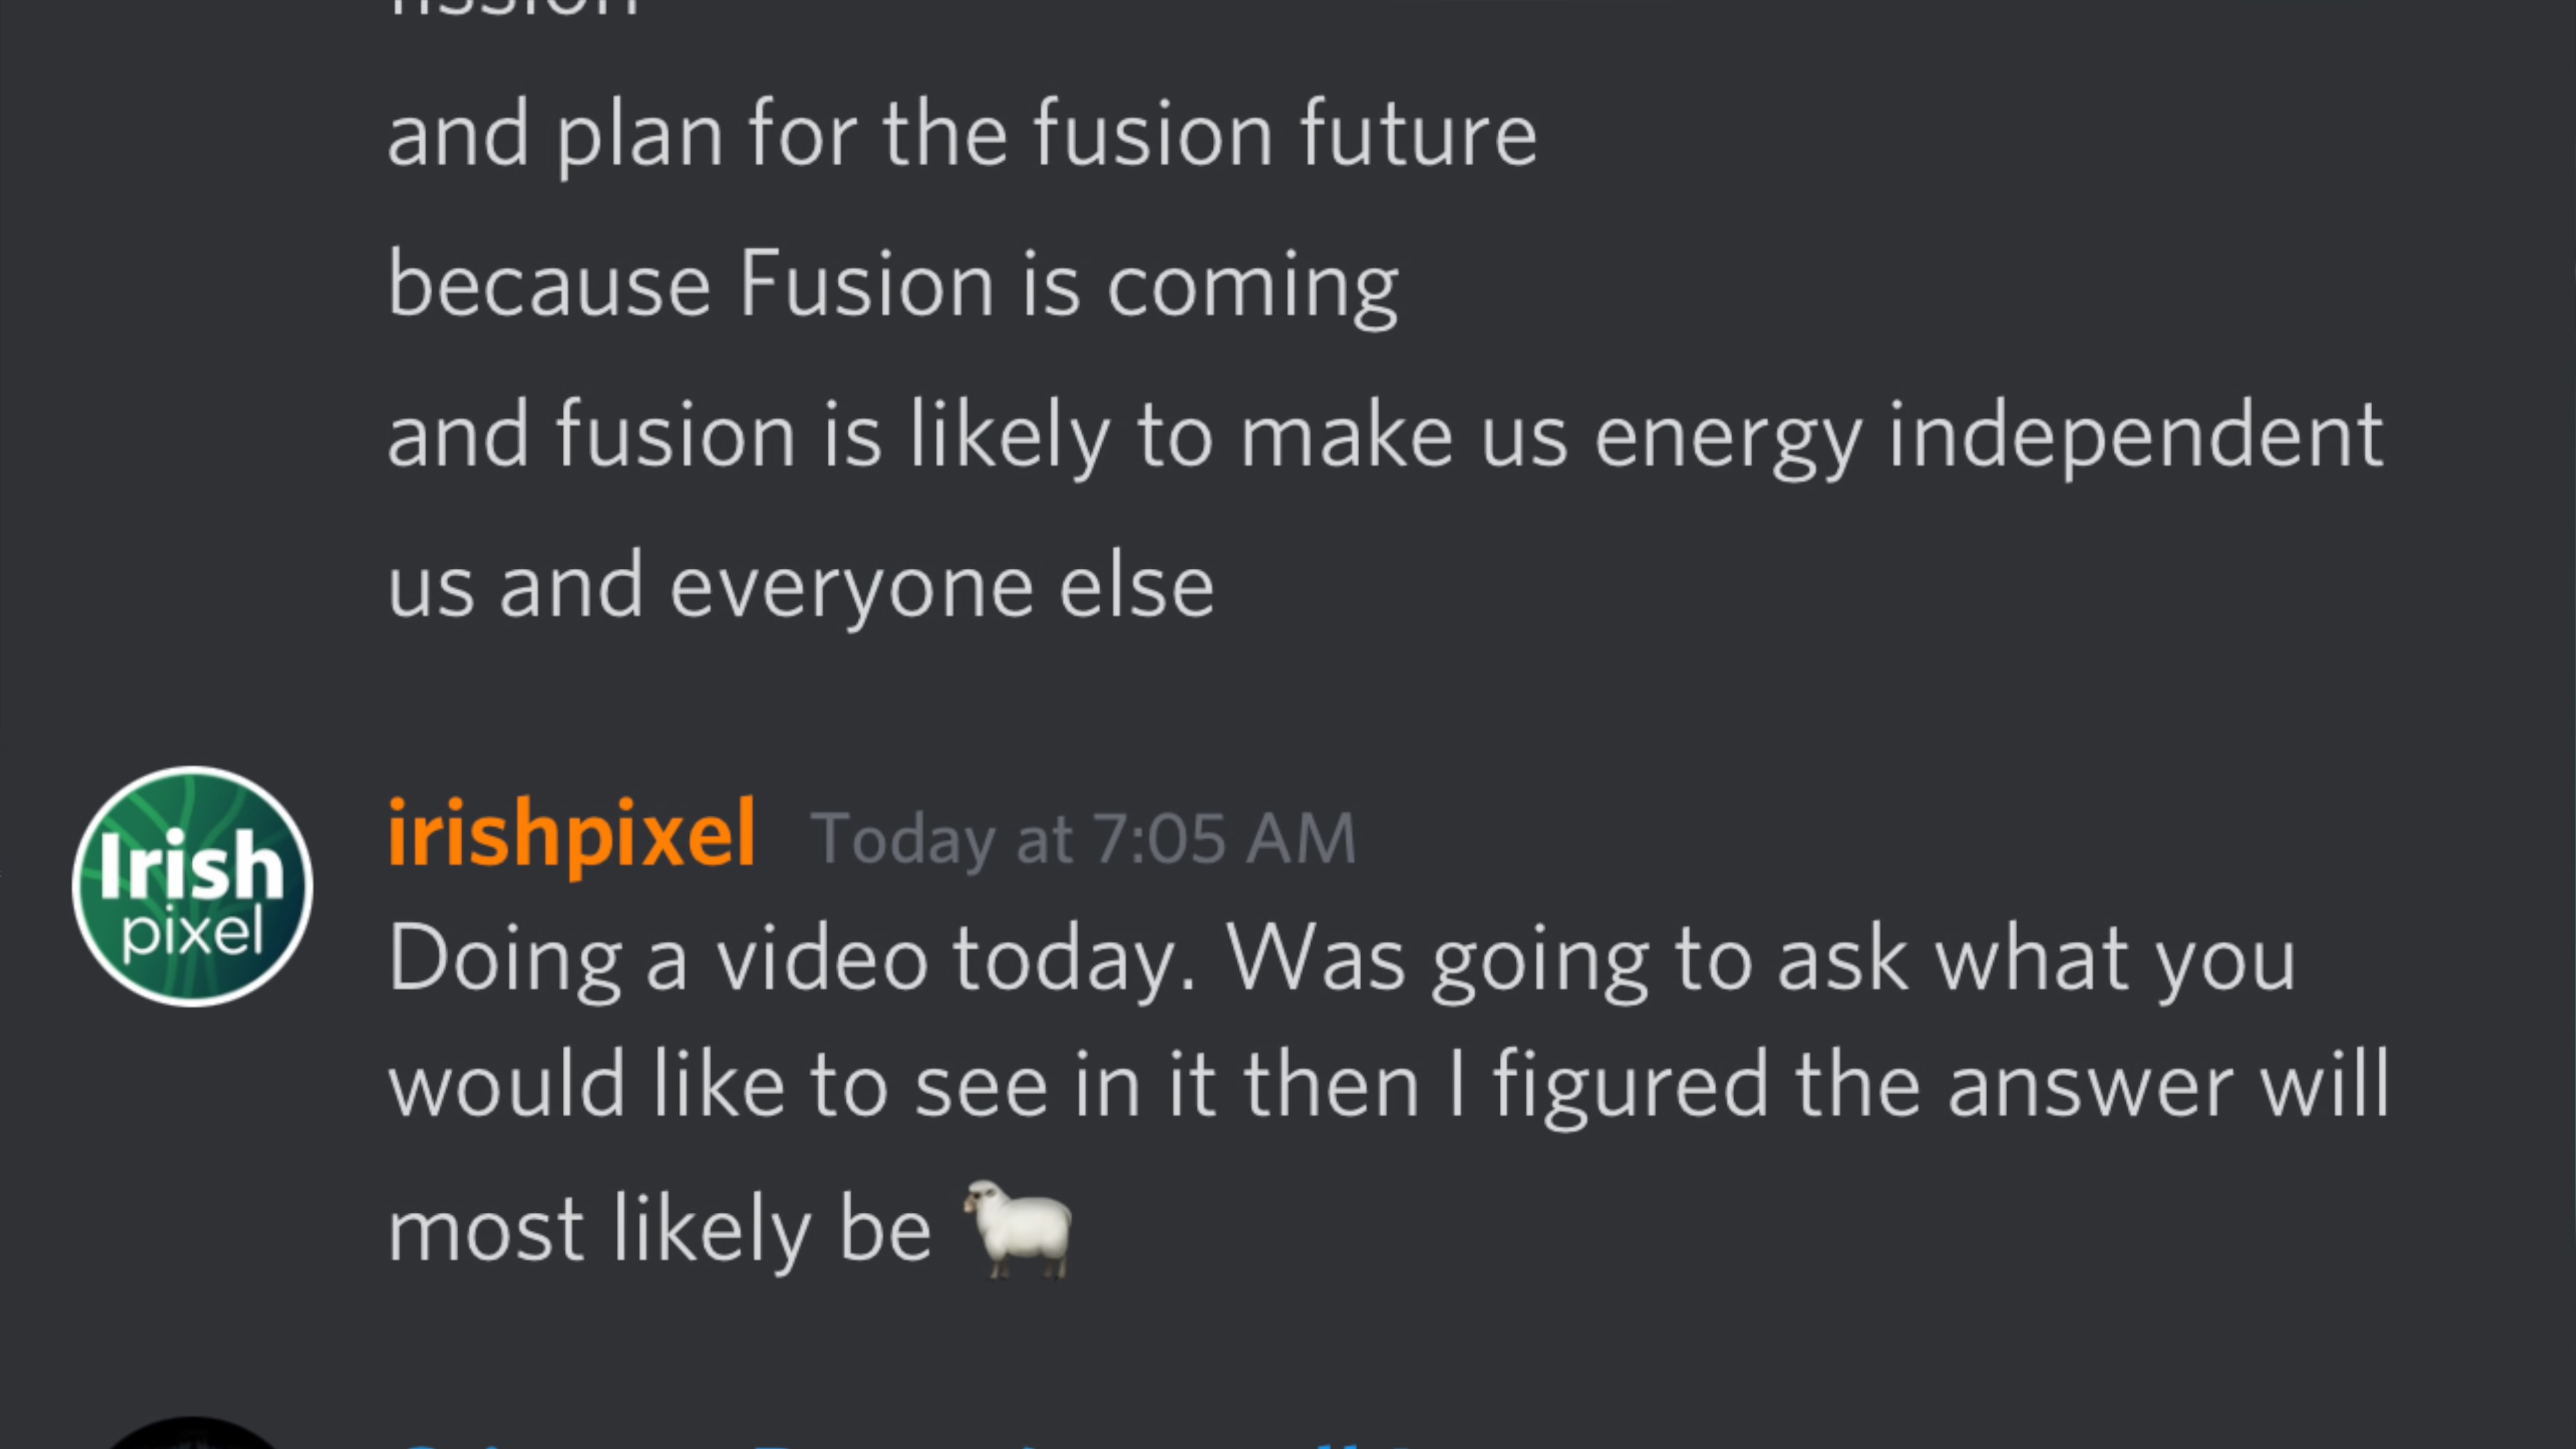 fission
and plan for the fusion future
because Fusion is coming
and fusion is likely to make us energy independent
us and everyone else
Irish
pixel
irishpixel Today at 7:05 AM
Doing a video today. Was going to ask what you
would like to see in it then I figured the answer will
most likely be 🐑